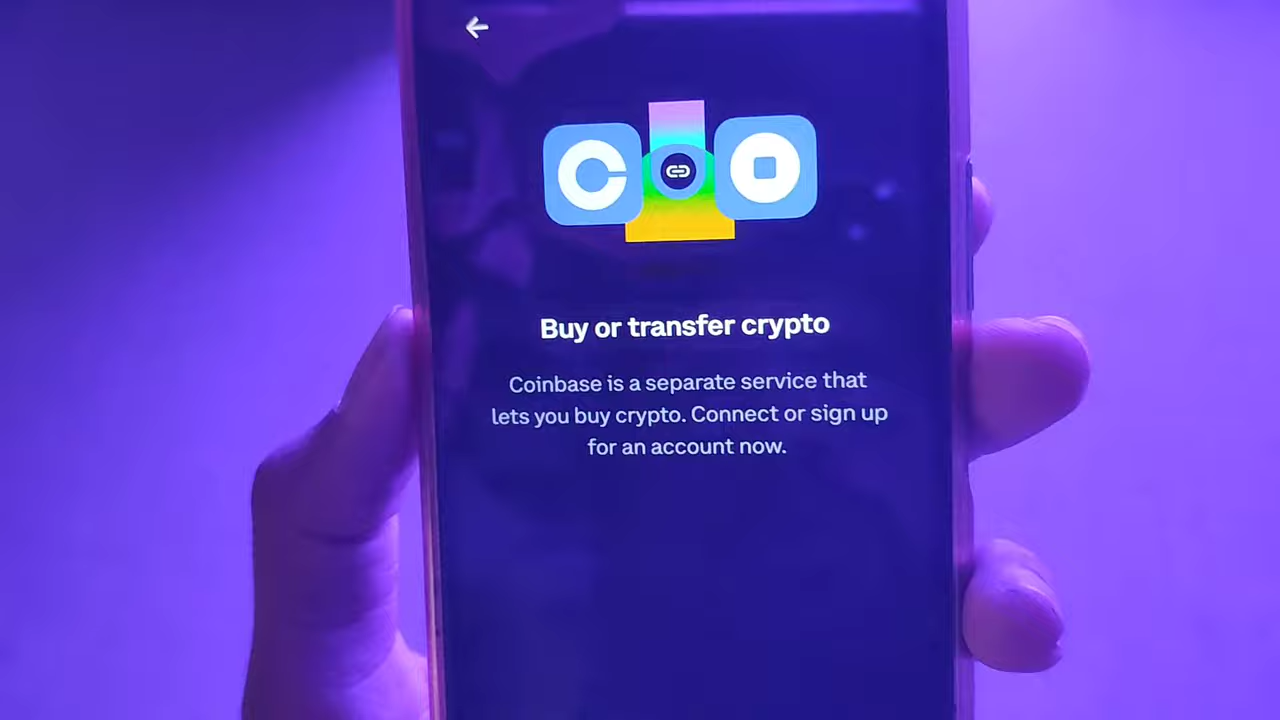 Buy or transfer crypto
Coinbase is a separate service that
lets you buy crypto. Connect or sign up
for an account now.